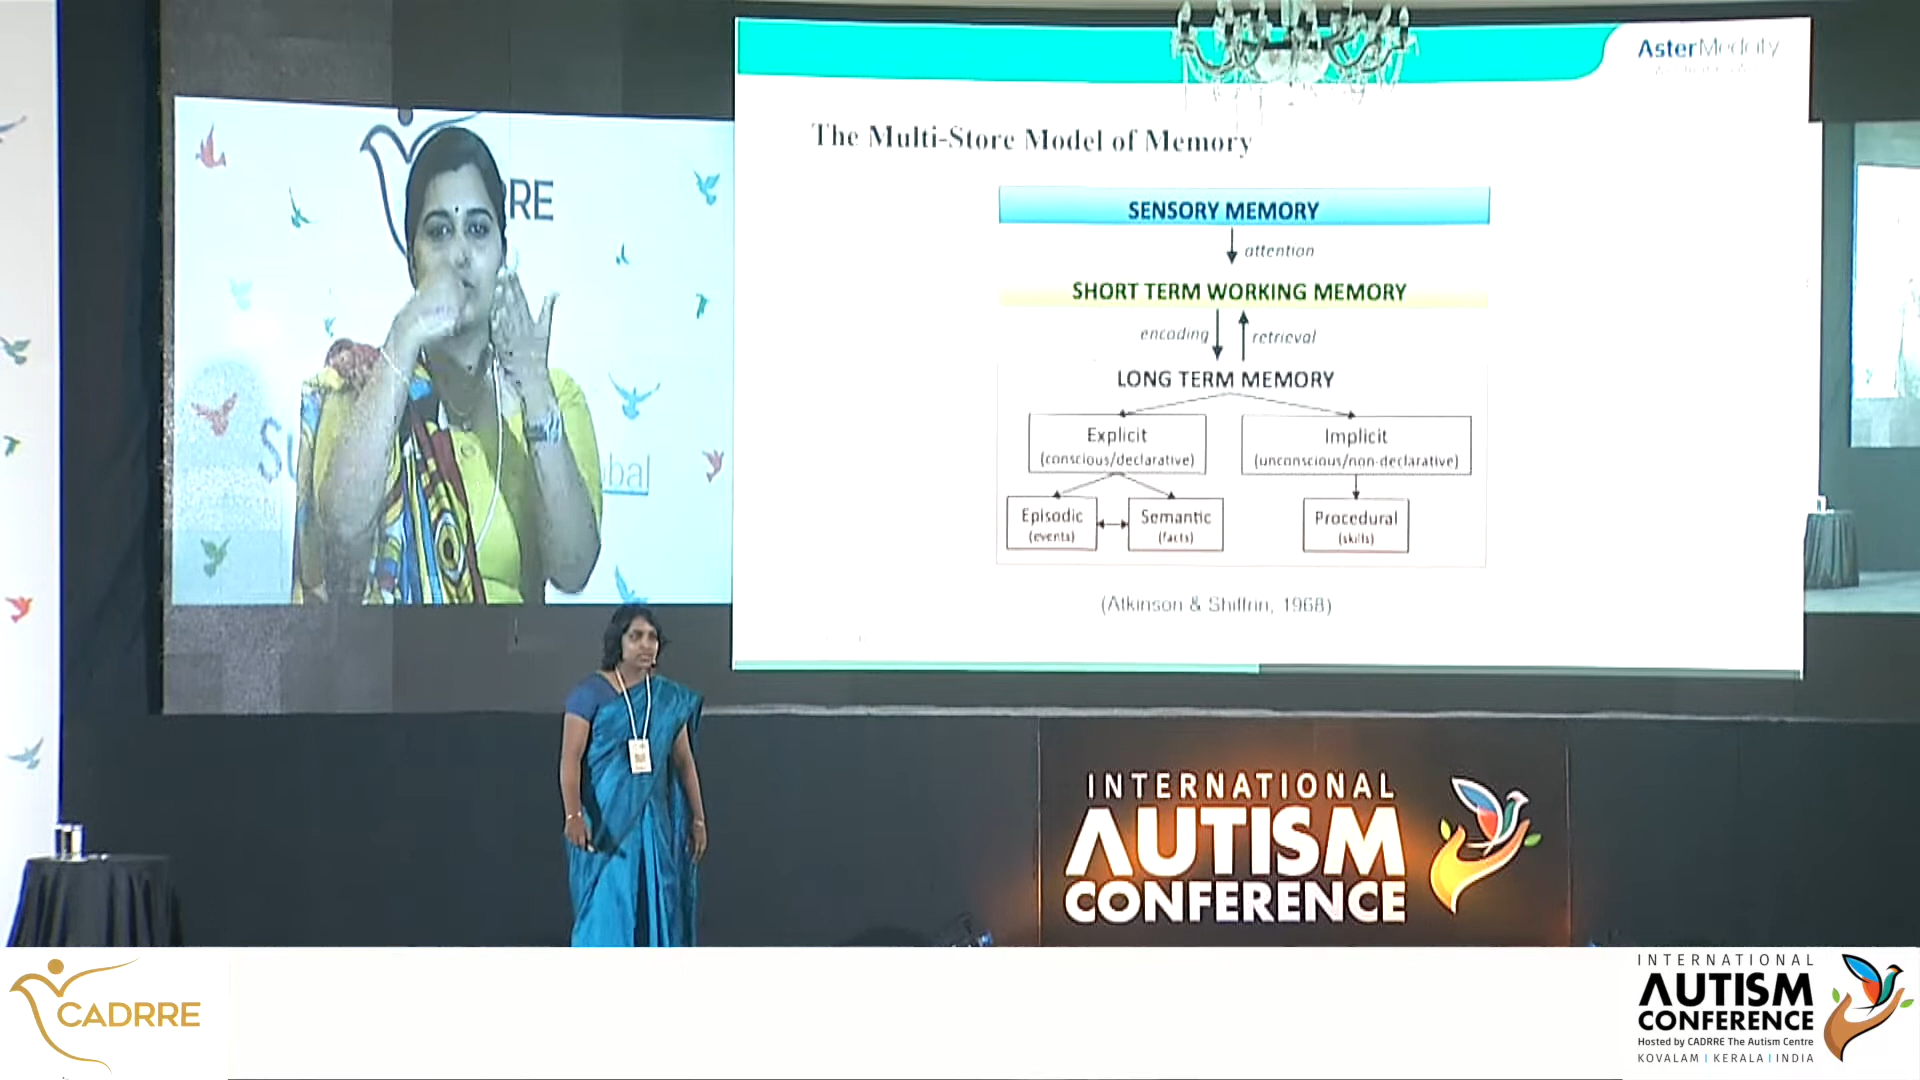 RRE
bal
AsterMedcity
The Multi-Store Model of Memory
SENSORY MEMORY
attention
SHORT TERM WORKING MEMORY
encoding
retrieval
LONG TERM MEMORY
Explicit
(conscious/declarative)
Implicit
(unconscious/non-declarative)
Episodic
(events)
Semantic
(facts)
Procedural
(skills)
(Atkinson & Shiffrin, 1968)
INTERNATIONAL
AUTISM
CONFERENCE
CADRRE
INTERNATIONAL
AUTISM
CONFERENCE
Hosted by CADRRE The Autism Centre
KOVALAM | KERALA | INDIA